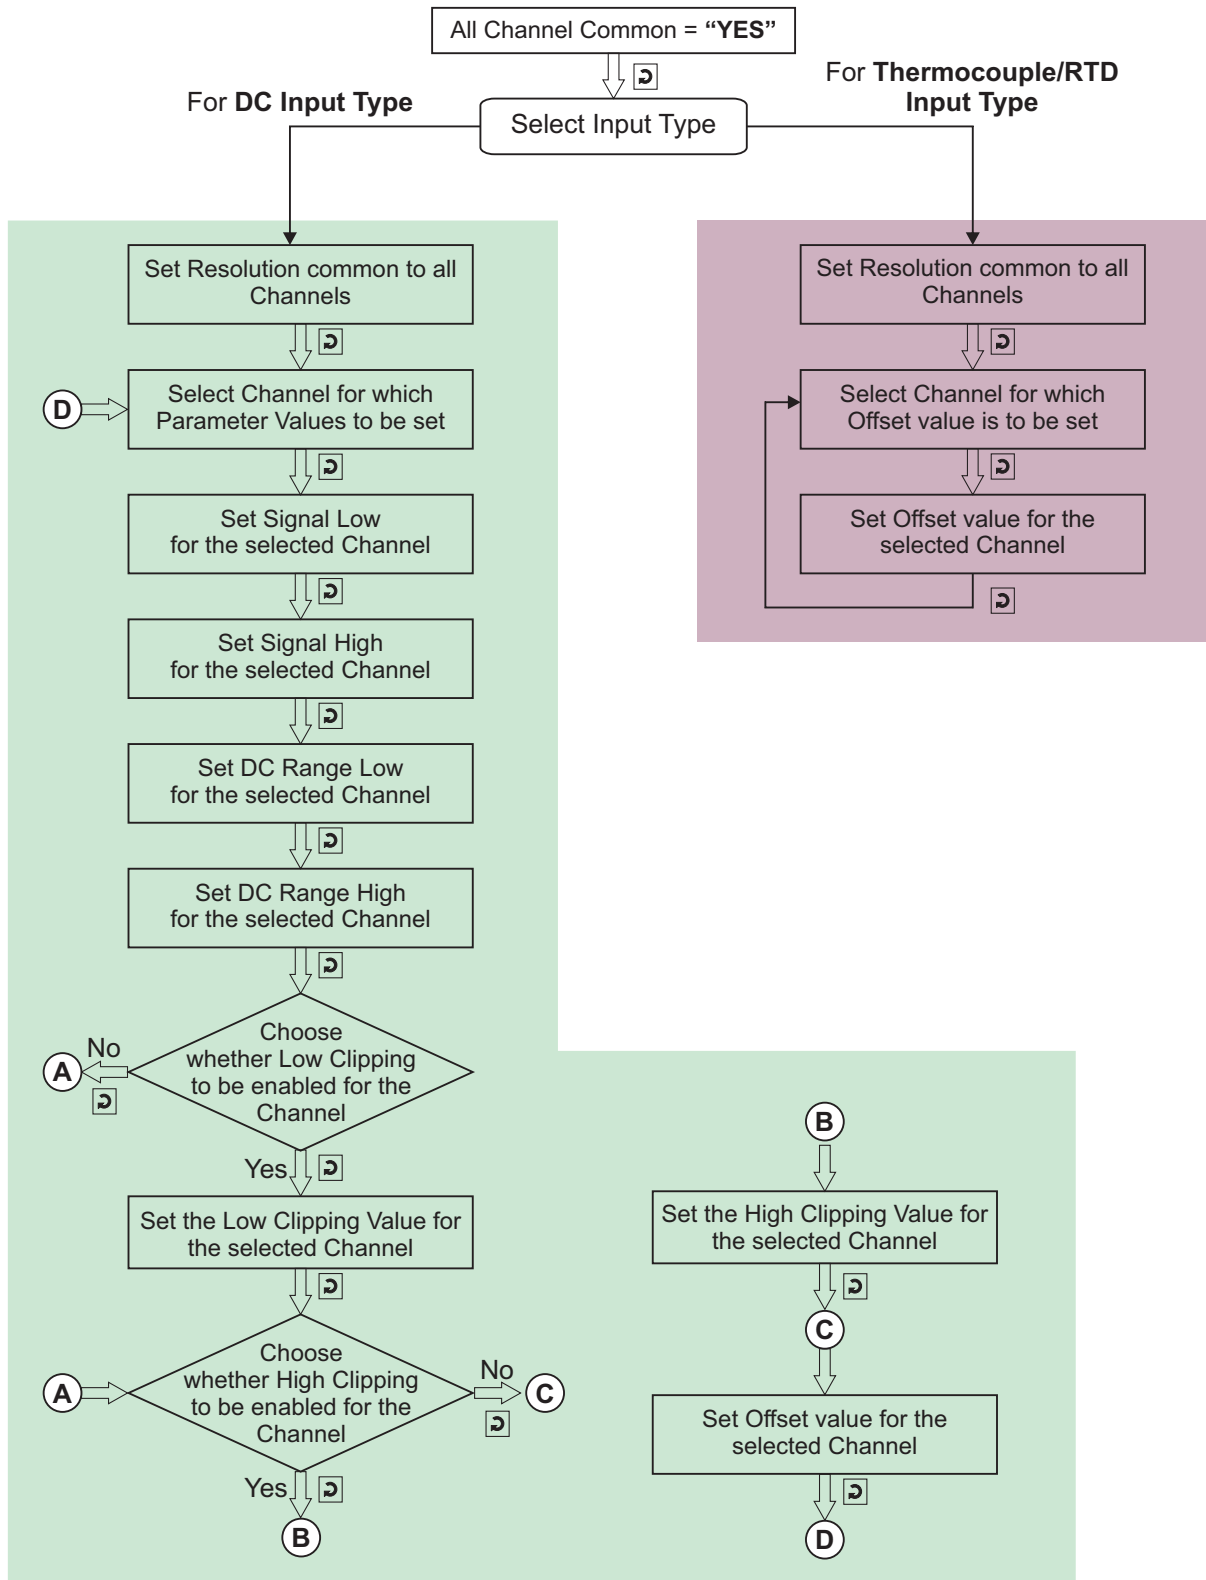 All Channel Common = “YES”
For DC Input Type
For Thermocouple/RTD
Input Type
Select Input Type
Set Resolution common to all
Channels
D
Select Channel for which
Parameter Values to be set
Set Signal Low
for the selected Channel
Set Signal High
for the selected Channel
Set DC Range Low
for the selected Channel
Set DC Range High
for the selected Channel
Choose
whether Low Clipping
to be enabled for the
Channel
No
A
Yes
Set the Low Clipping Value for
the selected Channel
A
Choose
whether High Clipping
to be enabled for the
Channel
No
C
Yes
B
B
Set the High Clipping Value for
the selected Channel
C
Set Offset value for the
selected Channel
D
Set Resolution common to all
Channels
Select Channel for which
Offset value is to be set
Set Offset value for the
selected Channel